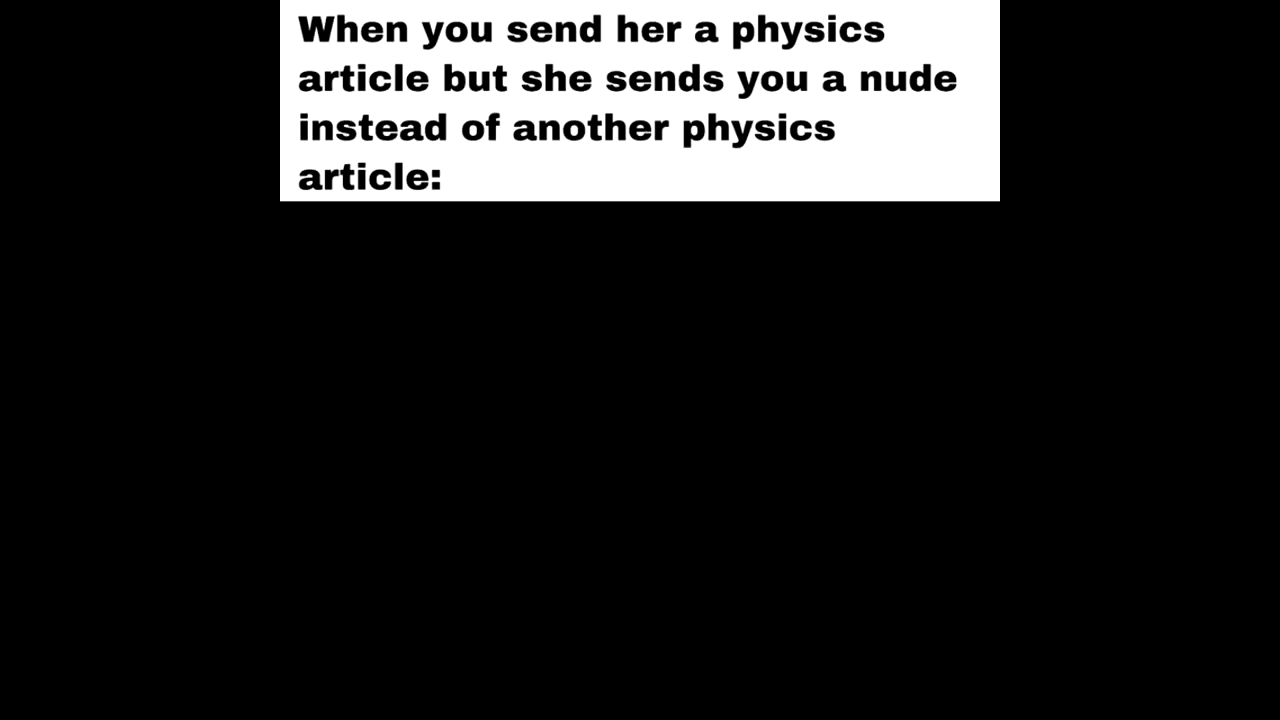 When you send her a physics
article but she sends you a nude
instead of another physics
article: